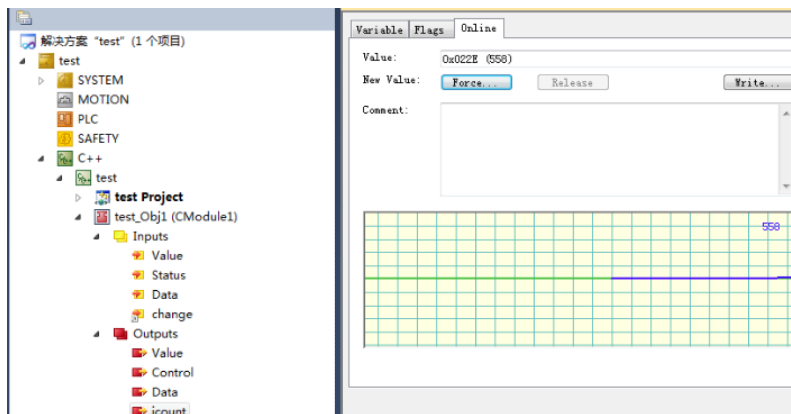 解决方案 "test" (1 个项目)
test
SYSTEM
MOTION
PLC
SAFETY
C++
test
test Project
test_Obj1 (CModule1)
Inputs
Value
Status
Data
change
Outputs
Value
Control
Data
icount
Variable Flags Online
Value: 0x022E (558)
New Value: Force... Release Write...
Comment:
558